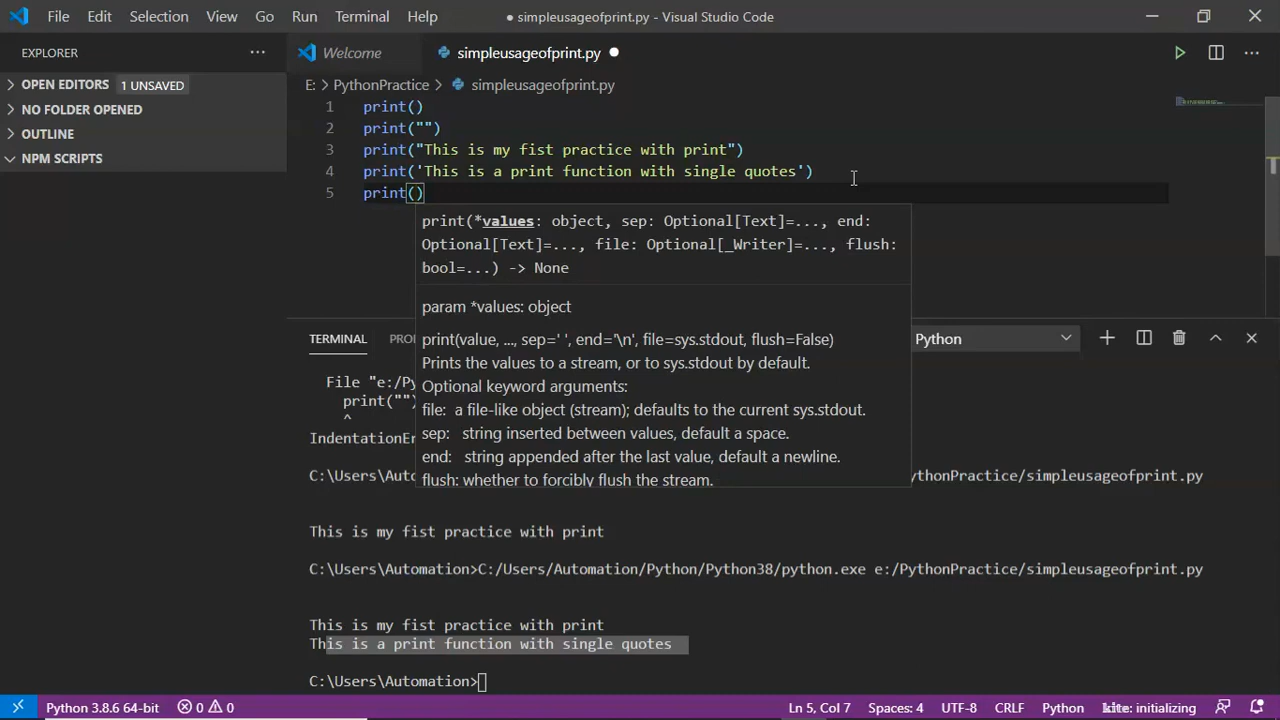 File Edit Selection View Go Run Terminal Help ● simpleusageofprint.py - Visual Studio Code
EXPLORER ...
Welcome simpleusageofprint.py
OPEN EDITORS 1 UNSAVED
E: > PythonPractice > simpleusageofprint.py
NO FOLDER OPENED
OUTLINE
NPM SCRIPTS
1 print()
2 print("")
3 print("This is my fist practice with print")
4 print('This is a print function with single quotes')
5 print()
print(*values: object, sep: Optional[Text]=..., end:
Optional[Text]=..., file: Optional[_Writer]=..., flush:
bool=...) -> None
param *values: object
print(value, ..., sep=' ', end='\n', file=sys.stdout, flush=False)
Prints the values to a stream, or to sys.stdout by default.
Optional keyword arguments:
file: a file-like object (stream); defaults to the current sys.stdout.
sep: string inserted between values, default a space.
end: string appended after the last value, default a newline.
flush: whether to forcibly flush the stream.
TERMINAL PRO Python
File "e:/Py
print("")
^
IndentationEr
C:\Users\Autom ythonPractice/simpleusageofprint.py
This is my fist practice with print
C:\Users\Automation>C:/Users/Automation/Python/Python38/python.exe e:/PythonPractice/simpleusageofprint.py
This is my fist practice with print
This is a print function with single quotes
C:\Users\Automation>
Python 3.8.6 64-bit 0 0 Ln 5, Col 7 Spaces: 4 UTF-8 CRLF Python kite: initializing